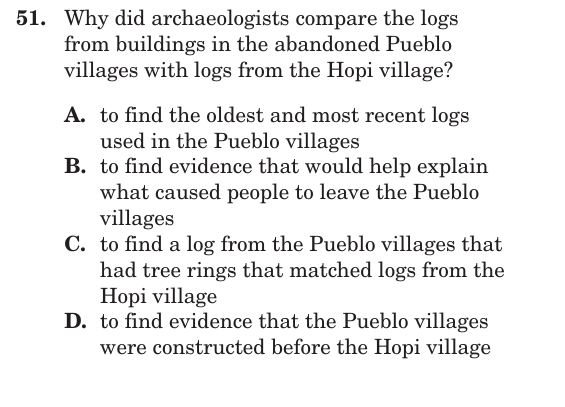 51. Why did archaeologists compare the logs
from buildings in the abandoned Pueblo
villages with logs from the Hopi village?
A. to find the oldest and most recent logs
used in the Pueblo villages
B. to find evidence that would help explain
what caused people to leave the Pueblo
villages
C. to find a log from the Pueblo villages that
had tree rings that matched logs from the
Hopi village
D. to find evidence that the Pueblo villages
were constructed before the Hopi village